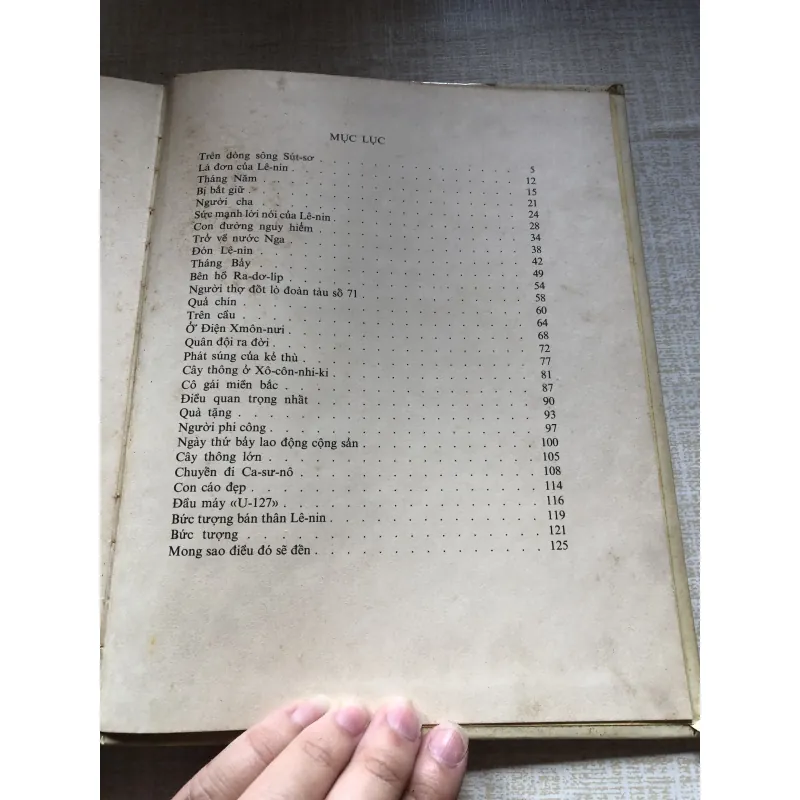 MỤC LỤC
Trên dòng sông Sút-sơ . . . . . . . . . . 5
Lá đơn của Lê-nin . . . . . . . . . . 12
Tháng Năm . . . . . . . . . . 15
Bị bắt giữ . . . . . . . . . . 21
Người cha . . . . . . . . . . 24
Sức mạnh lời nói của Lê-nin . . . . . . . . . . 28
Con đường nguy hiểm . . . . . . . . . . 34
Trở về nước Nga . . . . . . . . . . 38
Đón Lê-nin . . . . . . . . . . 42
Tháng Bảy . . . . . . . . . . 49
Bên hồ Ra-dơ-líp . . . . . . . . . . 54
Người thợ đốt lò đoàn tàu số 71 . . . . . . . . . . 58
Quả chín . . . . . . . . . . 60
Trên cầu . . . . . . . . . . 64
Ở Điện Xmôn-nưi . . . . . . . . . . 68
Quân đội ra đời . . . . . . . . . . 72
Phát súng của kẻ thù . . . . . . . . . . 77
Cây thông ở Xô-côn-nhi-ki . . . . . . . . . . 81
Cô gái miền bắc . . . . . . . . . . 87
Điều quan trọng nhất . . . . . . . . . . 90
Quà tặng . . . . . . . . . . 93
Người phi công . . . . . . . . . . 97
Ngày thứ bảy lao động cộng sản . . . . . . . . . . 100
Cây thông lớn . . . . . . . . . . 105
Chuyến đi Ca-sư-nô . . . . . . . . . . 108
Con cáo đẹp . . . . . . . . . . 114
Đầu máy «U-127» . . . . . . . . . . 116
Bức tượng bán thân Lê-nin . . . . . . . . . . 119
Bức tượng . . . . . . . . . . 121
Mong sao điều đó sẽ đến . . . . . . . . . . 125